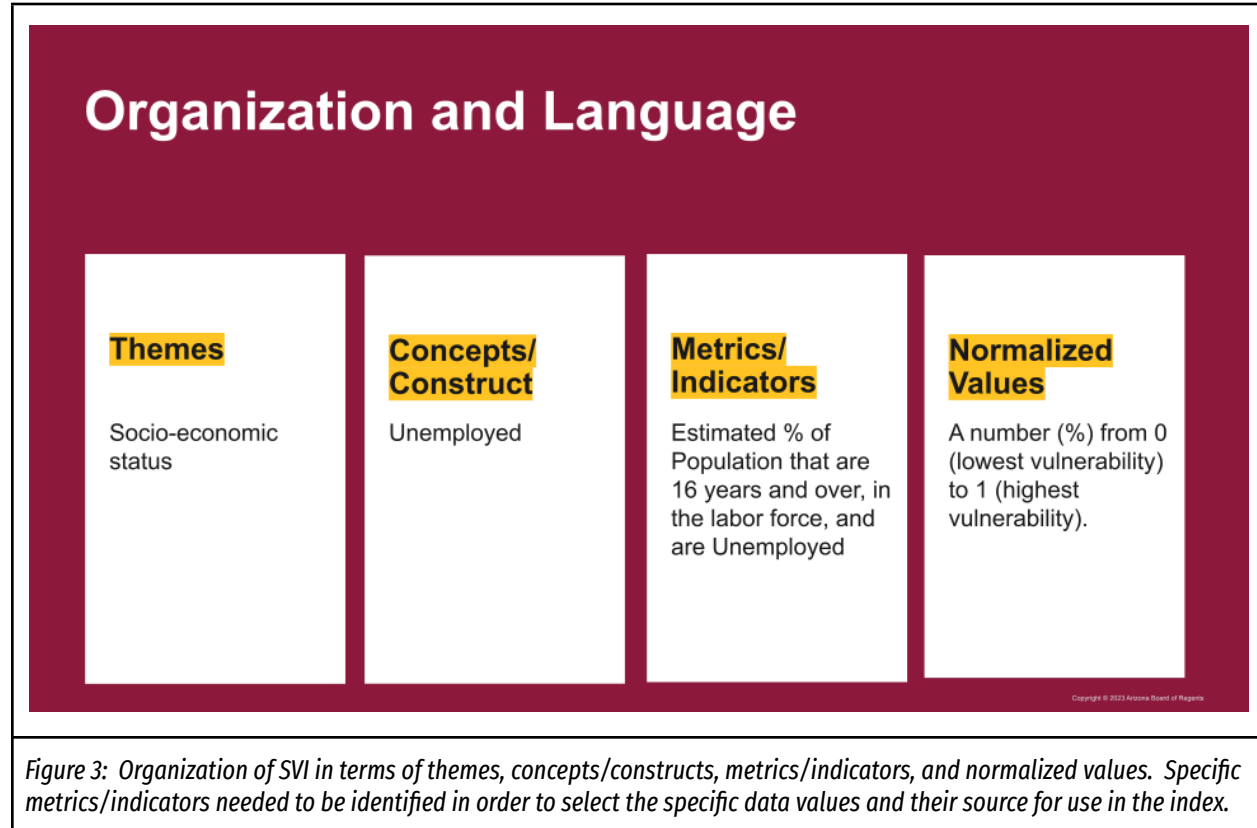 Organization and Language
Themes
Socio-economic
status
Concepts/
Construct
Unemployed
Metrics/
Indicators
Estimated % of
Population that are
16 years and over, in
the labor force, and
are Unemployed
Normalized
Values
A number (%) from 0
(lowest vulnerability)
to 1 (highest
vulnerability).
Copyright © 2023 Arizona Board of Regents
Figure 3: Organization of SVI in terms of themes, concepts/constructs, metrics/indicators, and normalized values. Specific
metrics/indicators needed to be identified in order to select the specific data values and their source for use in the index.